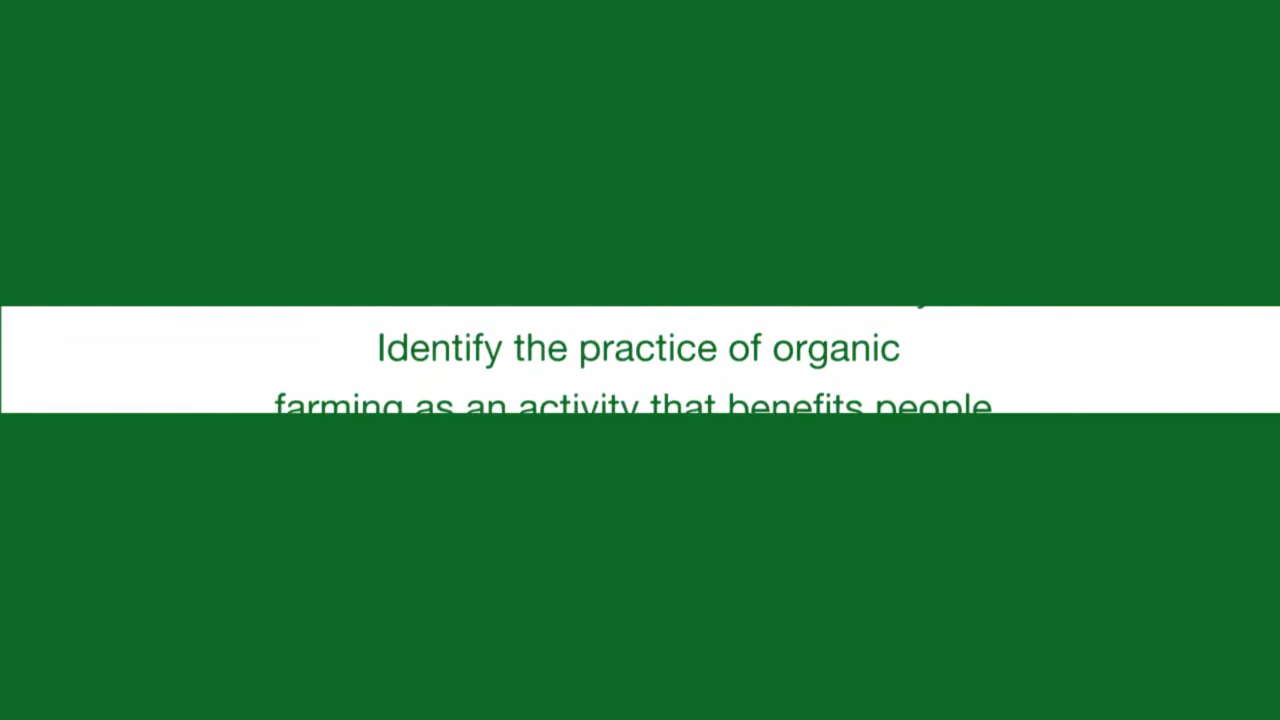 Identify the practice of organic
farming as an activity that benefits people